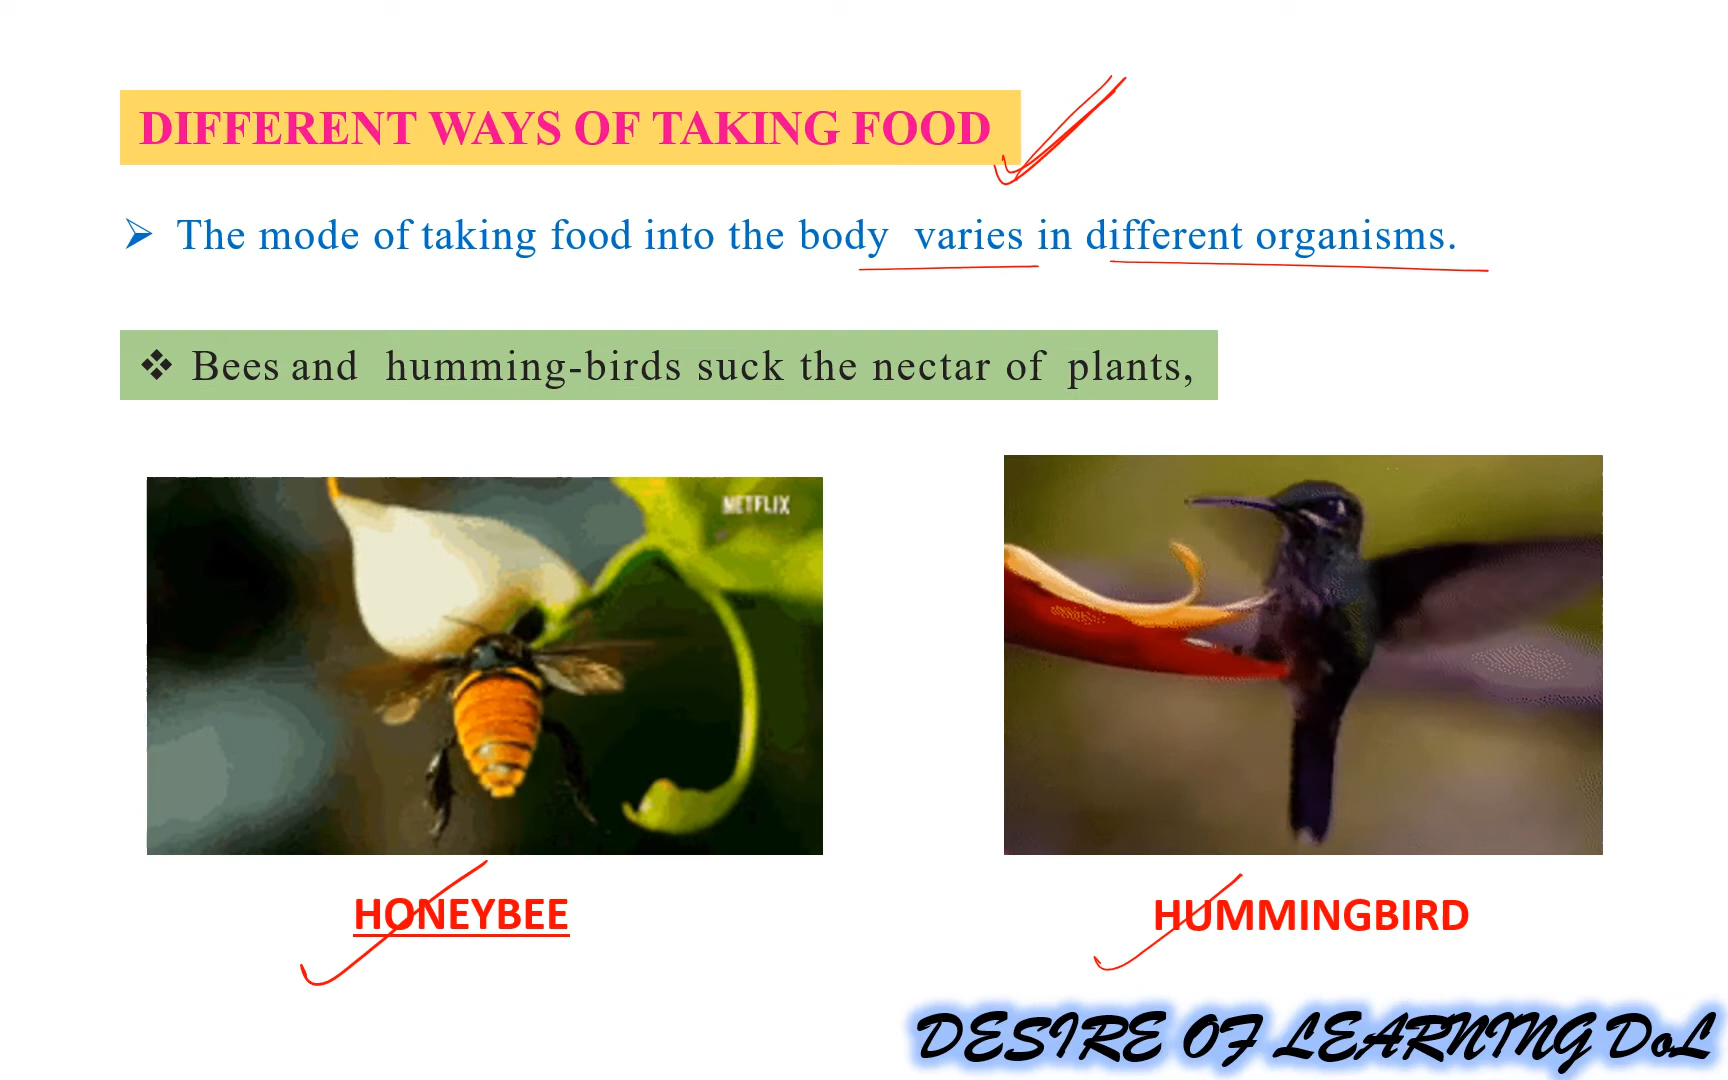 DIFFERENT WAYS OF TAKING FOOD
➢ The mode of taking food into the body varies in different organisms.
❖ Bees and humming-birds suck the nectar of plants,
NETFLIX
HONEYBEE
HUMMINGBIRD
DESIRE OF LEARNING DoL